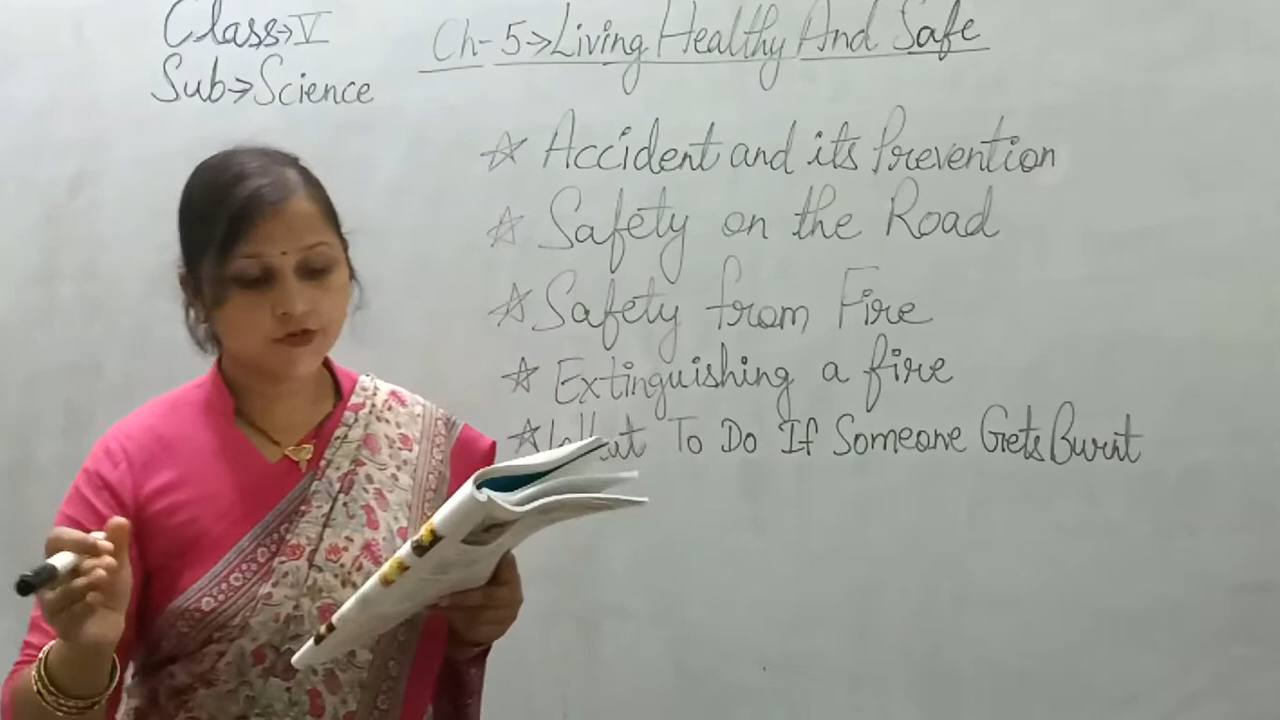 Class→V
Sub→Science
Ch-5→Living Healthy And Safe
☆ Accident and its Prevention
☆ Safety on the Road
☆ Safety from Fire
☆ Extinguishing a fire
☆ What To Do If Someone Gets Burnt